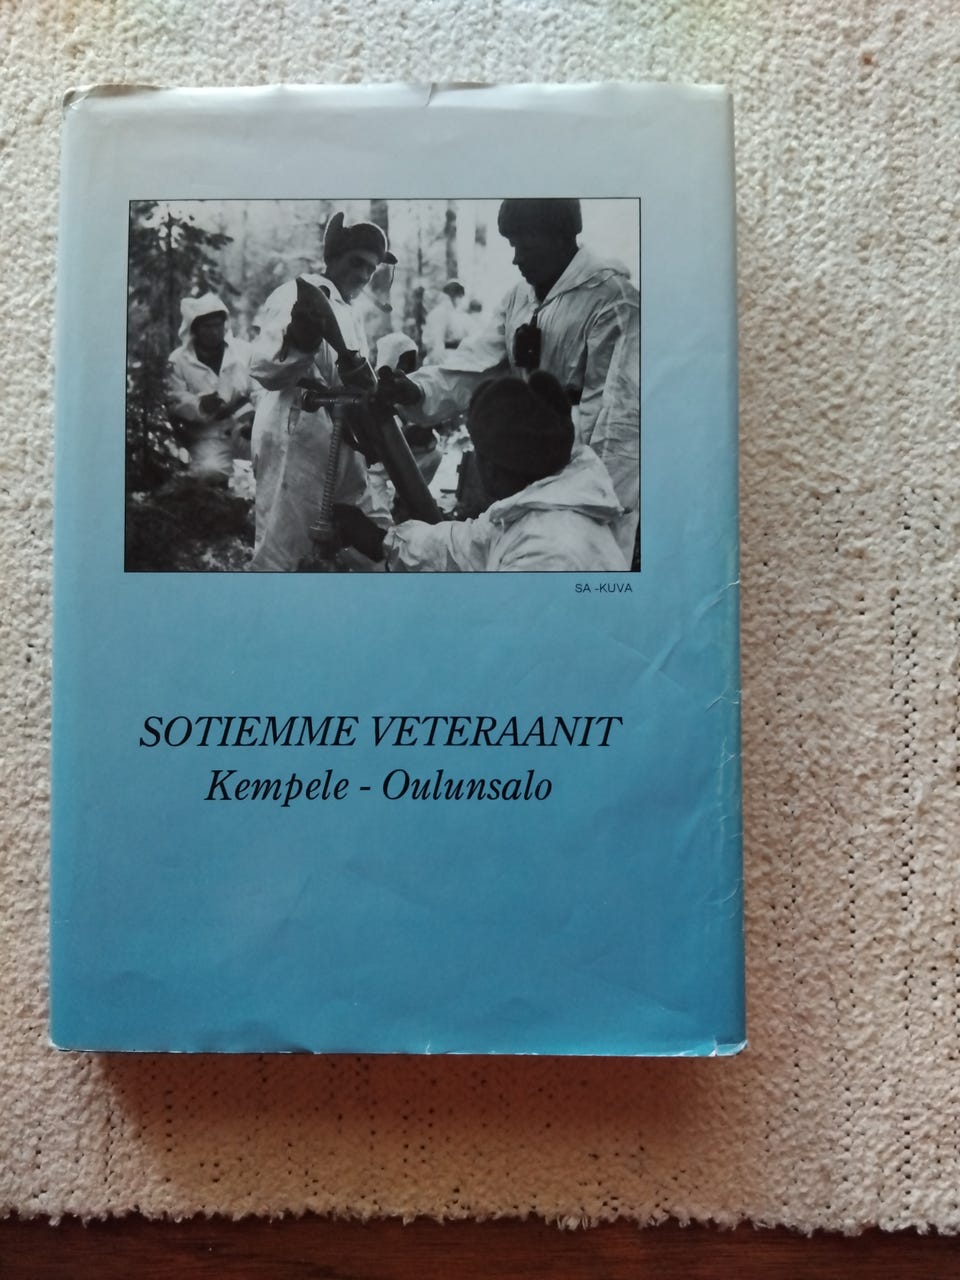 SA -KUVA
SOTIEMME VETERAANIT
Kempele - Oulunsalo